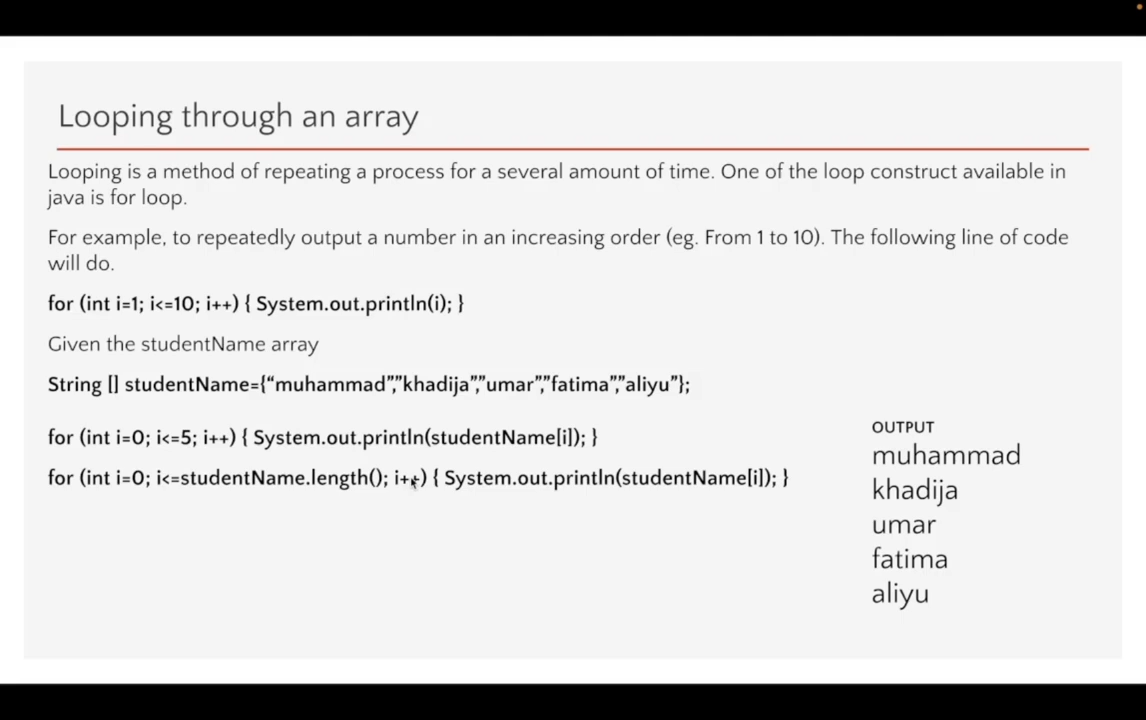 Looping through an array
Looping is a method of repeating a process for a several amount of time. One of the loop construct available in
java is for loop.
For example, to repeatedly output a number in an increasing order (eg. From 1 to 10). The following line of code
will do.
for (int i=1; i<=10; i++) { System.out.println(i); }
Given the studentName array
String [] studentName={“muhammad”,”khadija”,”umar”,”fatima”,”aliyu”};
for (int i=0; i<=5; i++) { System.out.println(studentName[i]); }
for (int i=0; i<=studentName.length(); i++) { System.out.println(studentName[i]); }
OUTPUT
muhammad
khadija
umar
fatima
aliyu